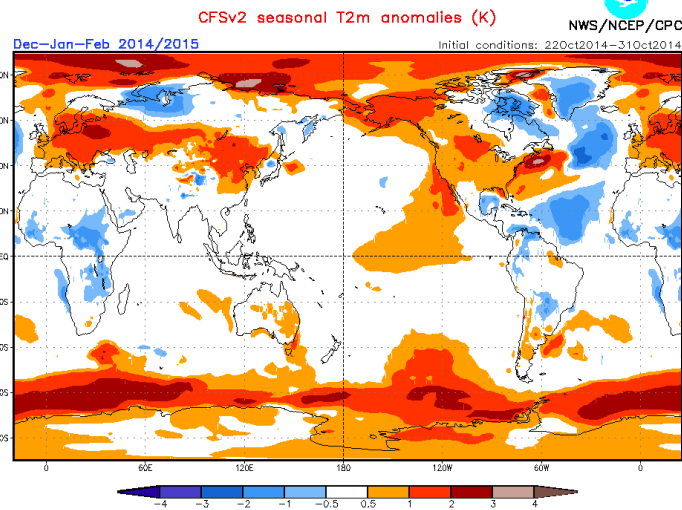 CFSv2 seasonal T2m anomalies (K)
NWS/NCEP/CPC
Dec-Jan-Feb 2014/2015
Initial conditions: 22Oct2014-31Oct2014
0 60E 120E 180 120W 60W 0
EQ
-4 -3 -2 -1 -0.5 0.5 1 2 3 4